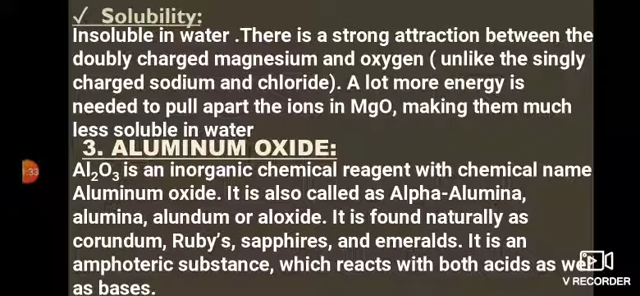 ✓ Solubility:
Insoluble in water .There is a strong attraction between the
doubly charged magnesium and oxygen ( unlike the singly
charged sodium and chloride). A lot more energy is
needed to pull apart the ions in MgO, making them much
less soluble in water
3. ALUMINUM OXIDE:
Al₂O₃ is an inorganic chemical reagent with chemical name
Aluminum oxide. It is also called as Alpha-Alumina,
alumina, alundum or aloxide. It is found naturally as
corundum, Ruby's, sapphires, and emeralds. It is an
amphoteric substance, which reacts with both acids as well
as bases.
V RECORDER